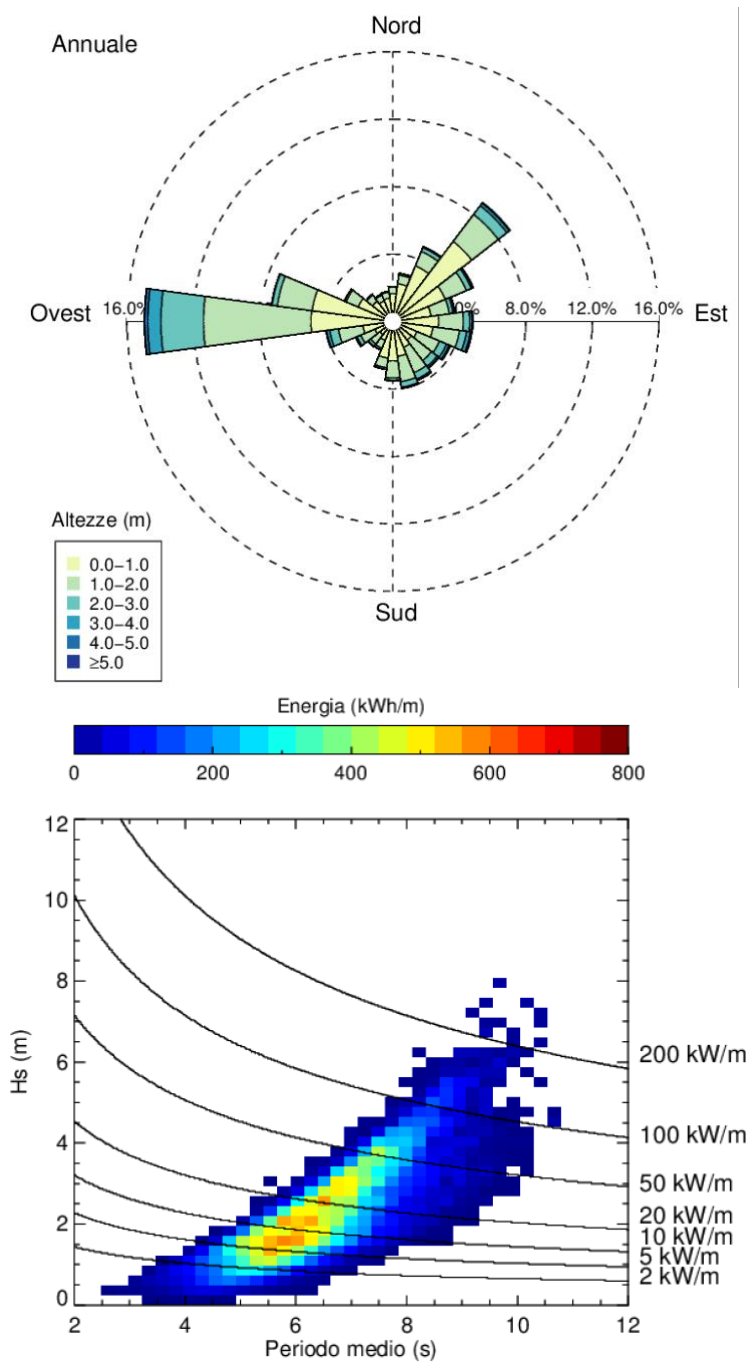 Annuale
Nord
Ovest
16.0%
0%
8.0%
12.0%
16.0%
Est
Sud
Altezze (m)
0.0−1.0
1.0−2.0
2.0−3.0
3.0−4.0
4.0−5.0
≥5.0
Energia (kWh/m)
0 200 400 600 800
12
10
8
6
4
2
0
Hs (m)
200 kW/m
100 kW/m
50 kW/m
20 kW/m
10 kW/m
5 kW/m
2 kW/m
2 4 6 8 10 12
Periodo medio (s)